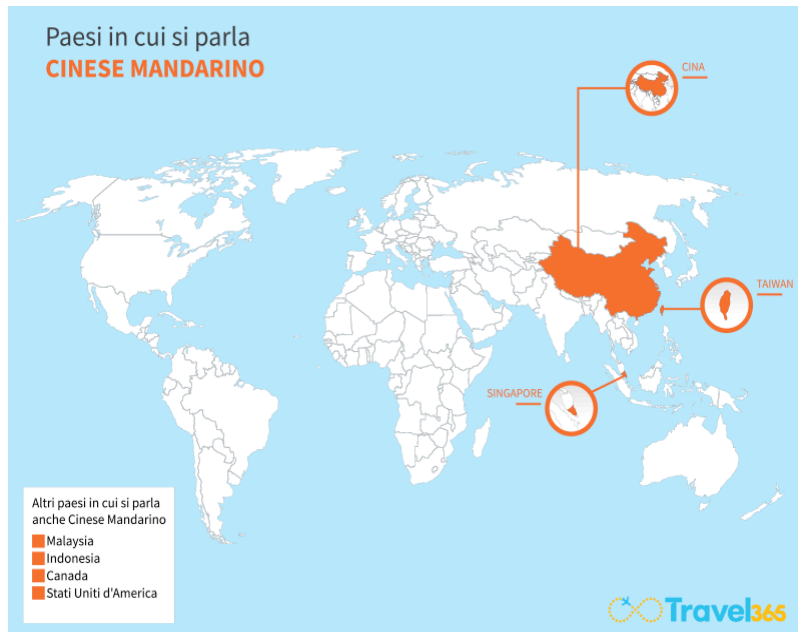 Paesi in cui si parla
CINESE MANDARINO
CINA
TAIWAN
SINGAPORE
Altri paesi in cui si parla
anche Cinese Mandarino
Malaysia
Indonesia
Canada
Stati Uniti d'America
Travel365